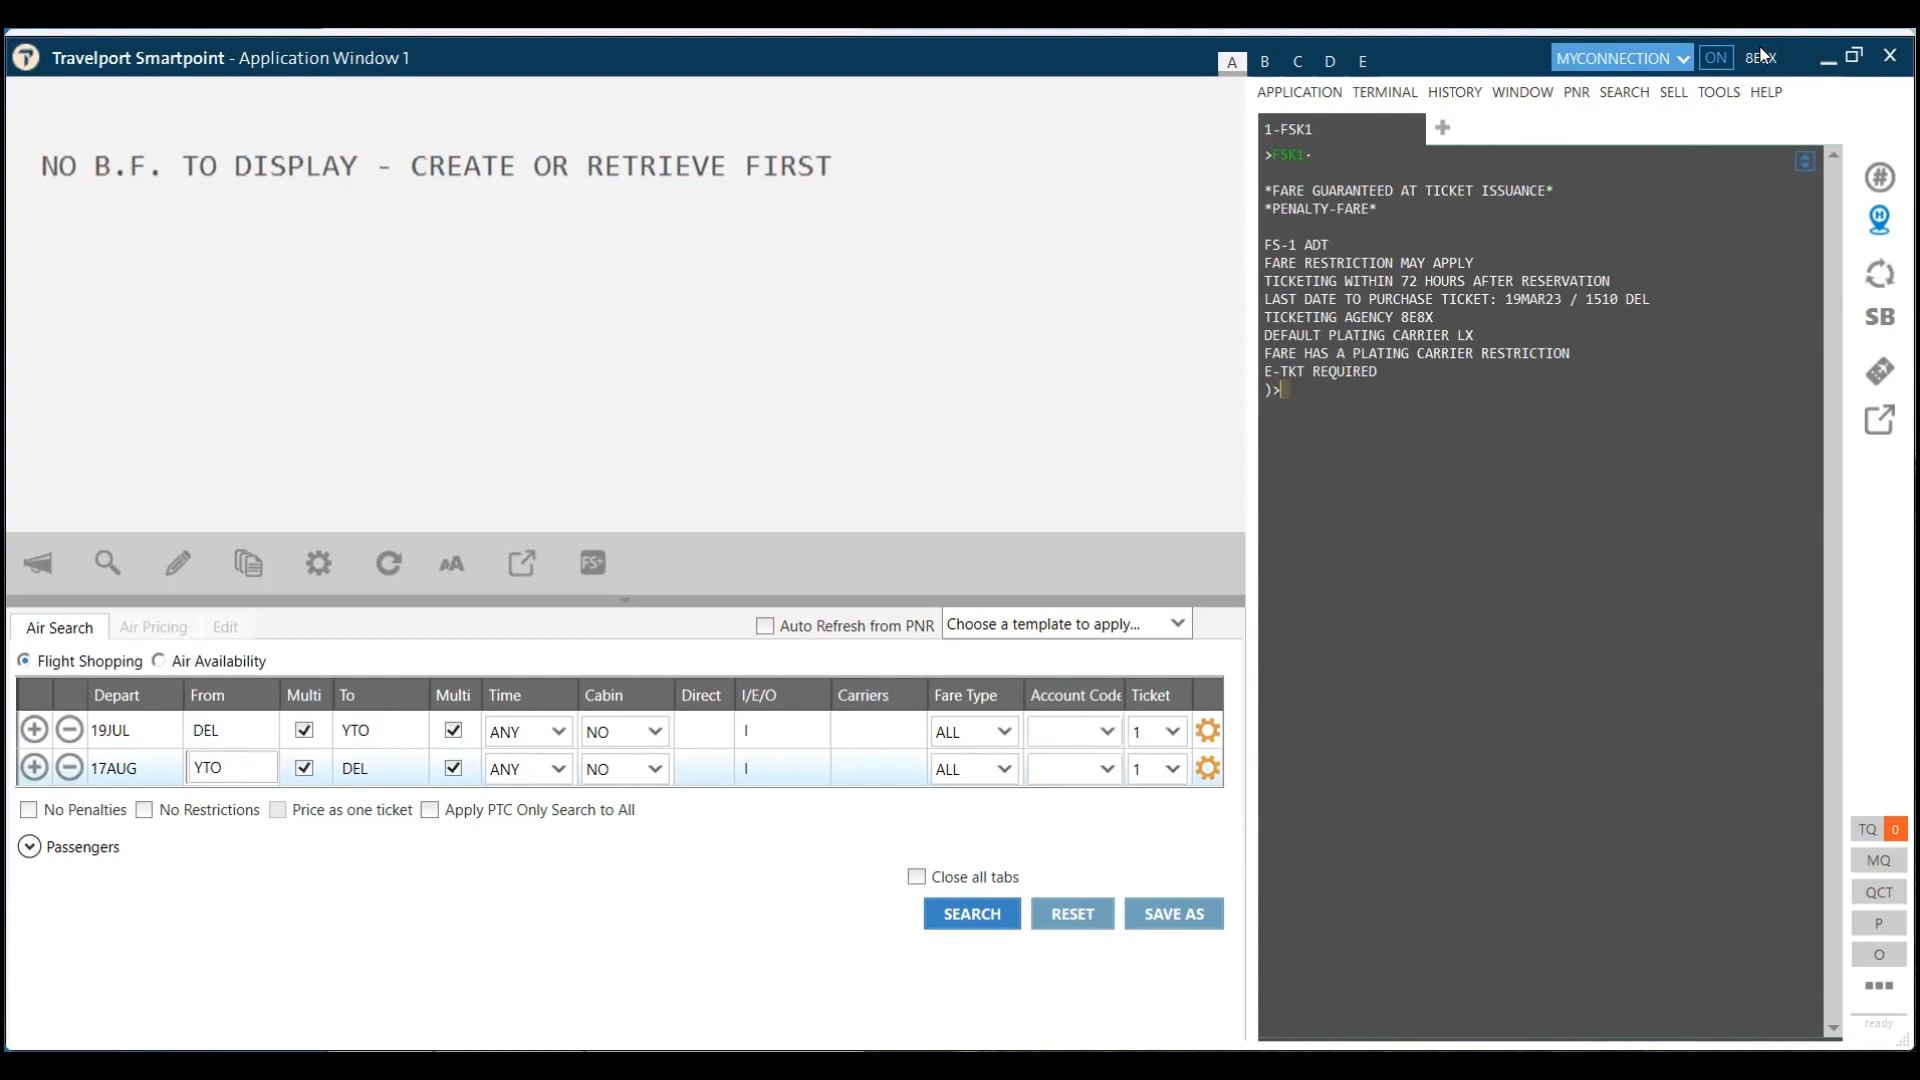 Travelport Smartpoint - Application Window 1
A B C D E
MYCONNECTION ON
APPLICATION TERMINAL HISTORY WINDOW PNR SEARCH SELL TOOLS HELP
NO B.F. TO DISPLAY - CREATE OR RETRIEVE FIRST
1-FSK1
>FSK1·
*FARE GUARANTEED AT TICKET ISSUANCE*
*PENALTY-FARE*
FS-1 ADT
FARE RESTRICTION MAY APPLY
TICKETING WITHIN 72 HOURS AFTER RESERVATION
LAST DATE TO PURCHASE TICKET: 19MAR23 / 1510 DEL
TICKETING AGENCY 8E8X
DEFAULT PLATING CARRIER LX
FARE HAS A PLATING CARRIER RESTRICTION
E-TKT REQUIRED
)>
#
H
SB
AA
FS+
Air Search Air Pricing Edit
Auto Refresh from PNR Choose a template to apply...
Flight Shopping Air Availability
Depart From Multi To Multi Time Cabin Direct I/E/O Carriers Fare Type Account Code Ticket
19JUL DEL YTO ANY NO I ALL 1
17AUG YTO DEL ANY NO I ALL 1
No Penalties No Restrictions Price as one ticket Apply PTC Only Search to All
Passengers
Close all tabs
SEARCH RESET SAVE AS
TQ 0
MQ
QCT
P
O
ready